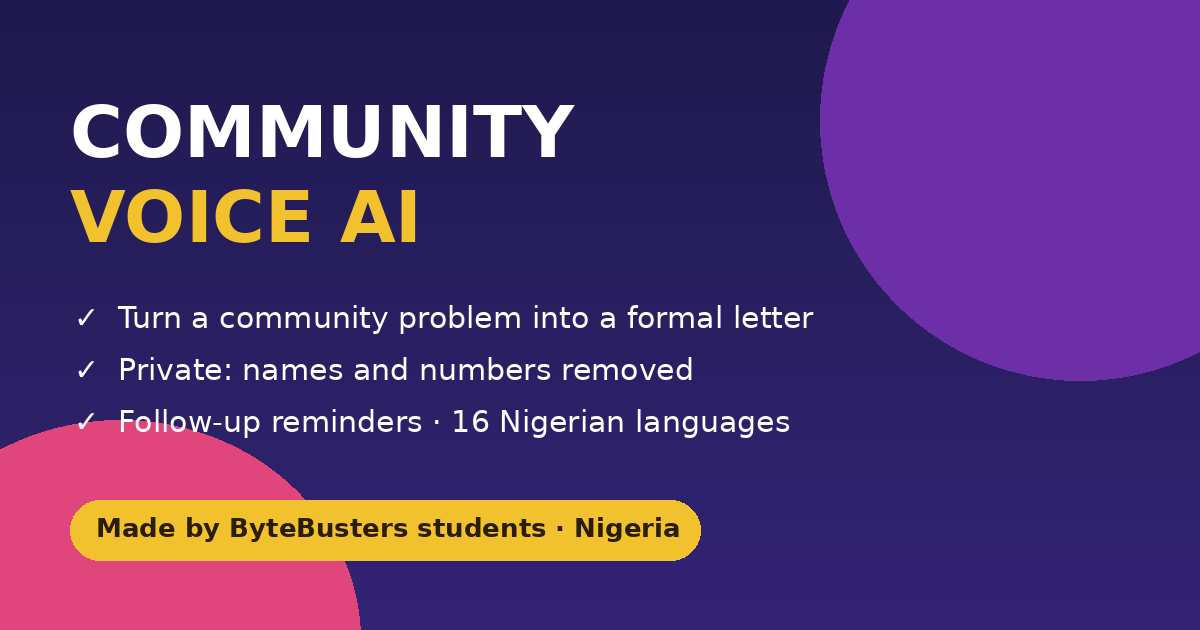 COMMUNITY
VOICE AI
✓ Turn a community problem into a formal letter
✓ Private: names and numbers removed
✓ Follow-up reminders · 16 Nigerian languages
Made by ByteBusters students · Nigeria